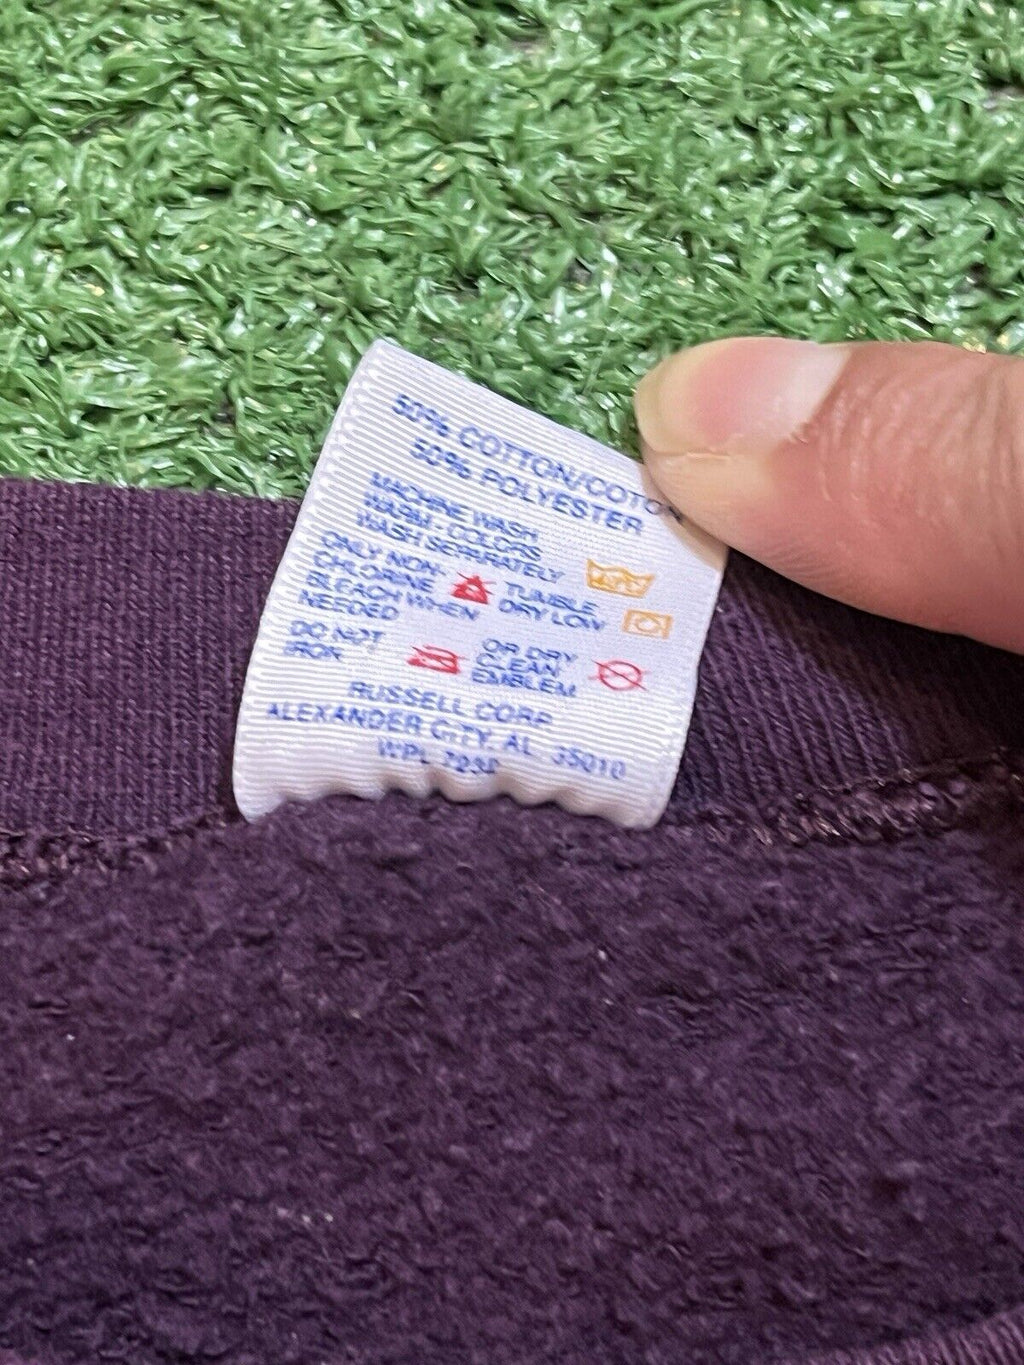 50% COTTON/COTON
50% POLYESTER
MACHINE WASH
WARM - COLORS
WASH SEPARATELY
ONLY NON-
CHLORINE
BLEACH WHEN
NEEDED
TUMBLE
DRY LOW
DO NOT
IRON
OR DRY
CLEAN
EMBLEM
RUSSELL CORP.
ALEXANDER CITY, AL 35010
WPL